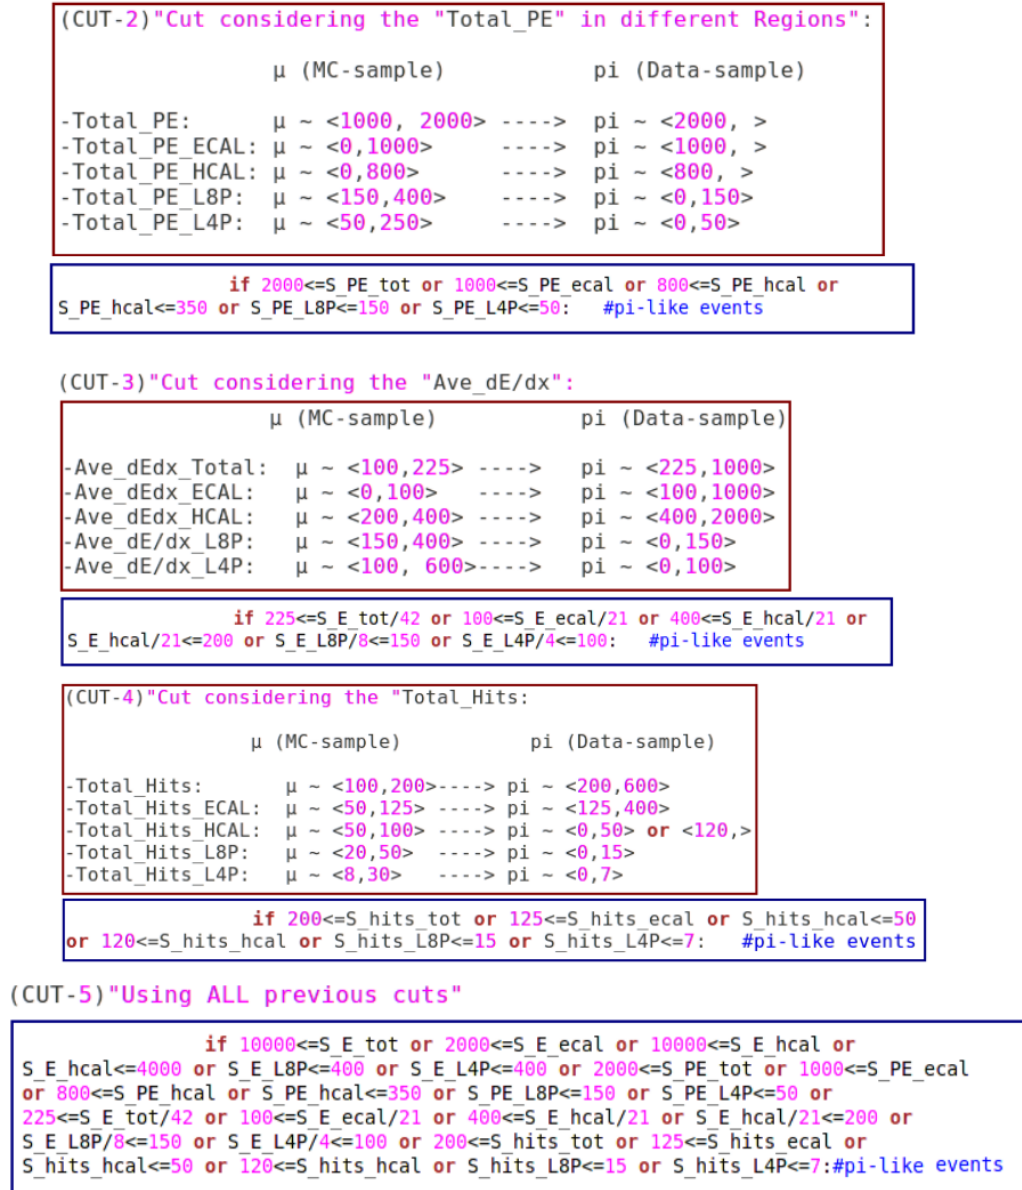 (CUT-2)"Cut considering the "Total_PE" in different Regions":
μ (MC-sample) pi (Data-sample)
-Total_PE: μ ~ <1000, 2000> ----> pi ~ <2000, >
-Total_PE_ECAL: μ ~ <0,1000> ----> pi ~ <1000, >
-Total_PE_HCAL: μ ~ <0,800> ----> pi ~ <800, >
-Total_PE_L8P: μ ~ <150,400> ----> pi ~ <0,150>
-Total_PE_L4P: μ ~ <50,250> ----> pi ~ <0,50>
if 2000<=S_PE_tot or 1000<=S_PE_ecal or 800<=S_PE_hcal or
S_PE_hcal<=350 or S_PE_L8P<=150 or S_PE_L4P<=50: #pi-like events
(CUT-3)"Cut considering the "Ave_dE/dx":
μ (MC-sample) pi (Data-sample)
-Ave_dEdx_Total: μ ~ <100,225> ----> pi ~ <225,1000>
-Ave_dEdx_ECAL: μ ~ <0,100> ----> pi ~ <100,1000>
-Ave_dEdx_HCAL: μ ~ <200,400> ----> pi ~ <400,2000>
-Ave_dE/dx_L8P: μ ~ <150,400> ----> pi ~ <0,150>
-Ave_dE/dx_L4P: μ ~ <100, 600>----> pi ~ <0,100>
if 225<=S_E_tot/42 or 100<=S_E_ecal/21 or 400<=S_E_hcal/21 or
S_E_hcal/21<=200 or S_E_L8P/8<=150 or S_E_L4P/4<=100: #pi-like events
(CUT-4)"Cut considering the "Total_Hits:
μ (MC-sample) pi (Data-sample)
-Total_Hits: μ ~ <100,200>----> pi ~ <200,600>
-Total_Hits_ECAL: μ ~ <50,125> ----> pi ~ <125,400>
-Total_Hits_HCAL: μ ~ <50,100> ----> pi ~ <0,50> or <120,>
-Total_Hits_L8P: μ ~ <20,50> ----> pi ~ <0,15>
-Total_Hits_L4P: μ ~ <8,30> ----> pi ~ <0,7>
if 200<=S_hits_tot or 125<=S_hits_ecal or S_hits_hcal<=50
or 120<=S_hits_hcal or S_hits_L8P<=15 or S_hits_L4P<=7: #pi-like events
(CUT-5)"Using ALL previous cuts"
if 10000<=S_E_tot or 2000<=S_E_ecal or 10000<=S_E_hcal or
S_E_hcal<=4000 or S_E_L8P<=400 or S_E_L4P<=400 or 2000<=S_PE_tot or 1000<=S_PE_ecal
or 800<=S_PE_hcal or S_PE_hcal<=350 or S_PE_L8P<=150 or S_PE_L4P<=50 or
225<=S_E_tot/42 or 100<=S_E_ecal/21 or 400<=S_E_hcal/21 or S_E_hcal/21<=200 or
S_E_L8P/8<=150 or S_E_L4P/4<=100 or 200<=S_hits_tot or 125<=S_hits_ecal or
S_hits_hcal<=50 or 120<=S_hits_hcal or S_hits_L8P<=15 or S_hits_L4P<=7:#pi-like events